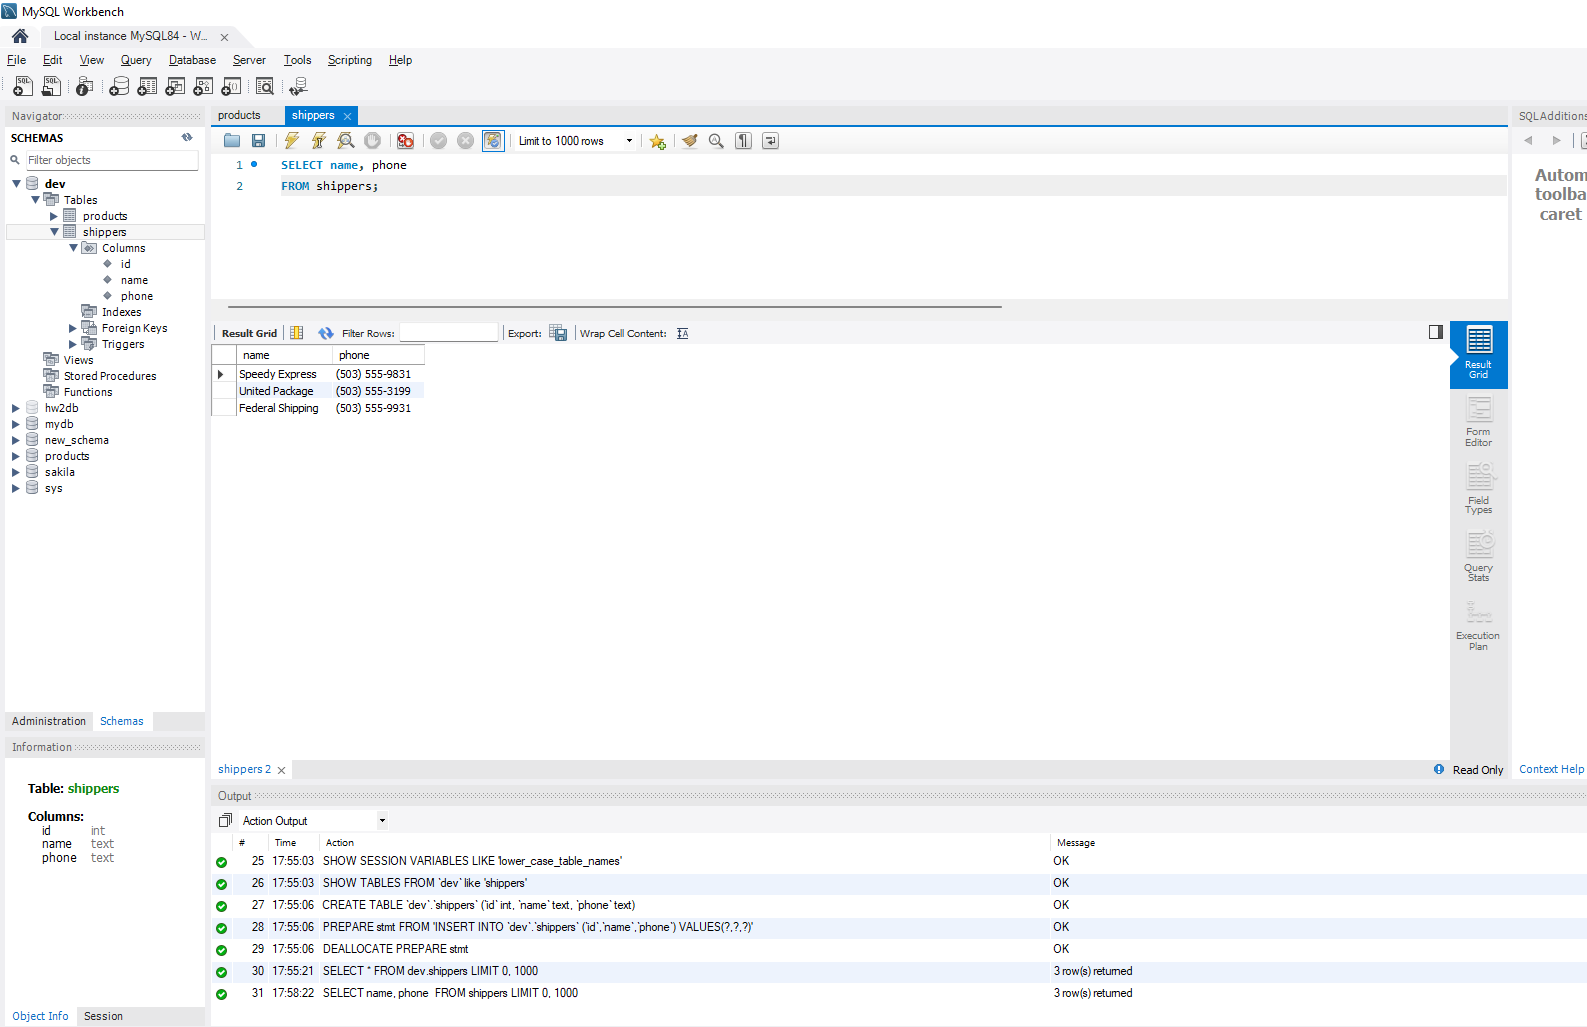 MySQL Workbench
Local instance MySQL84 - W...
File Edit View Query Database Server Tools Scripting Help
Navigator
SCHEMAS
Filter objects
dev
Tables
products
shippers
Columns
id
name
phone
Indexes
Foreign Keys
Triggers
Views
Stored Procedures
Functions
hw2db
mydb
new_schema
products
sakila
sys
Administration Schemas
Information
Table: shippers
Columns:
id int
name text
phone text
Object Info Session
products shippers
Limit to 1000 rows
1 SELECT name, phone
2 FROM shippers;
Result Grid Filter Rows: Export: Wrap Cell Content:
name phone
Speedy Express (503) 555-9831
United Package (503) 555-3199
Federal Shipping (503) 555-9931
Result
Grid
Form
Editor
Field
Types
Query
Stats
Execution
Plan
shippers 2
Read Only
Output
Action Output
# Time Action Message
25 17:55:03 SHOW SESSION VARIABLES LIKE 'lower_case_table_names' OK
26 17:55:03 SHOW TABLES FROM `dev` like 'shippers' OK
27 17:55:06 CREATE TABLE `dev`.`shippers` (`id` int, `name` text, `phone` text) OK
28 17:55:06 PREPARE stmt FROM 'INSERT INTO `dev`.`shippers` (`id`,`name`,`phone`) VALUES(?,?,?)' OK
29 17:55:06 DEALLOCATE PREPARE stmt OK
30 17:55:21 SELECT * FROM dev.shippers LIMIT 0, 1000 3 row(s) returned
31 17:58:22 SELECT name, phone FROM shippers LIMIT 0, 1000 3 row(s) returned
SQLAdditions
Autom
toolba
caret
Context Help